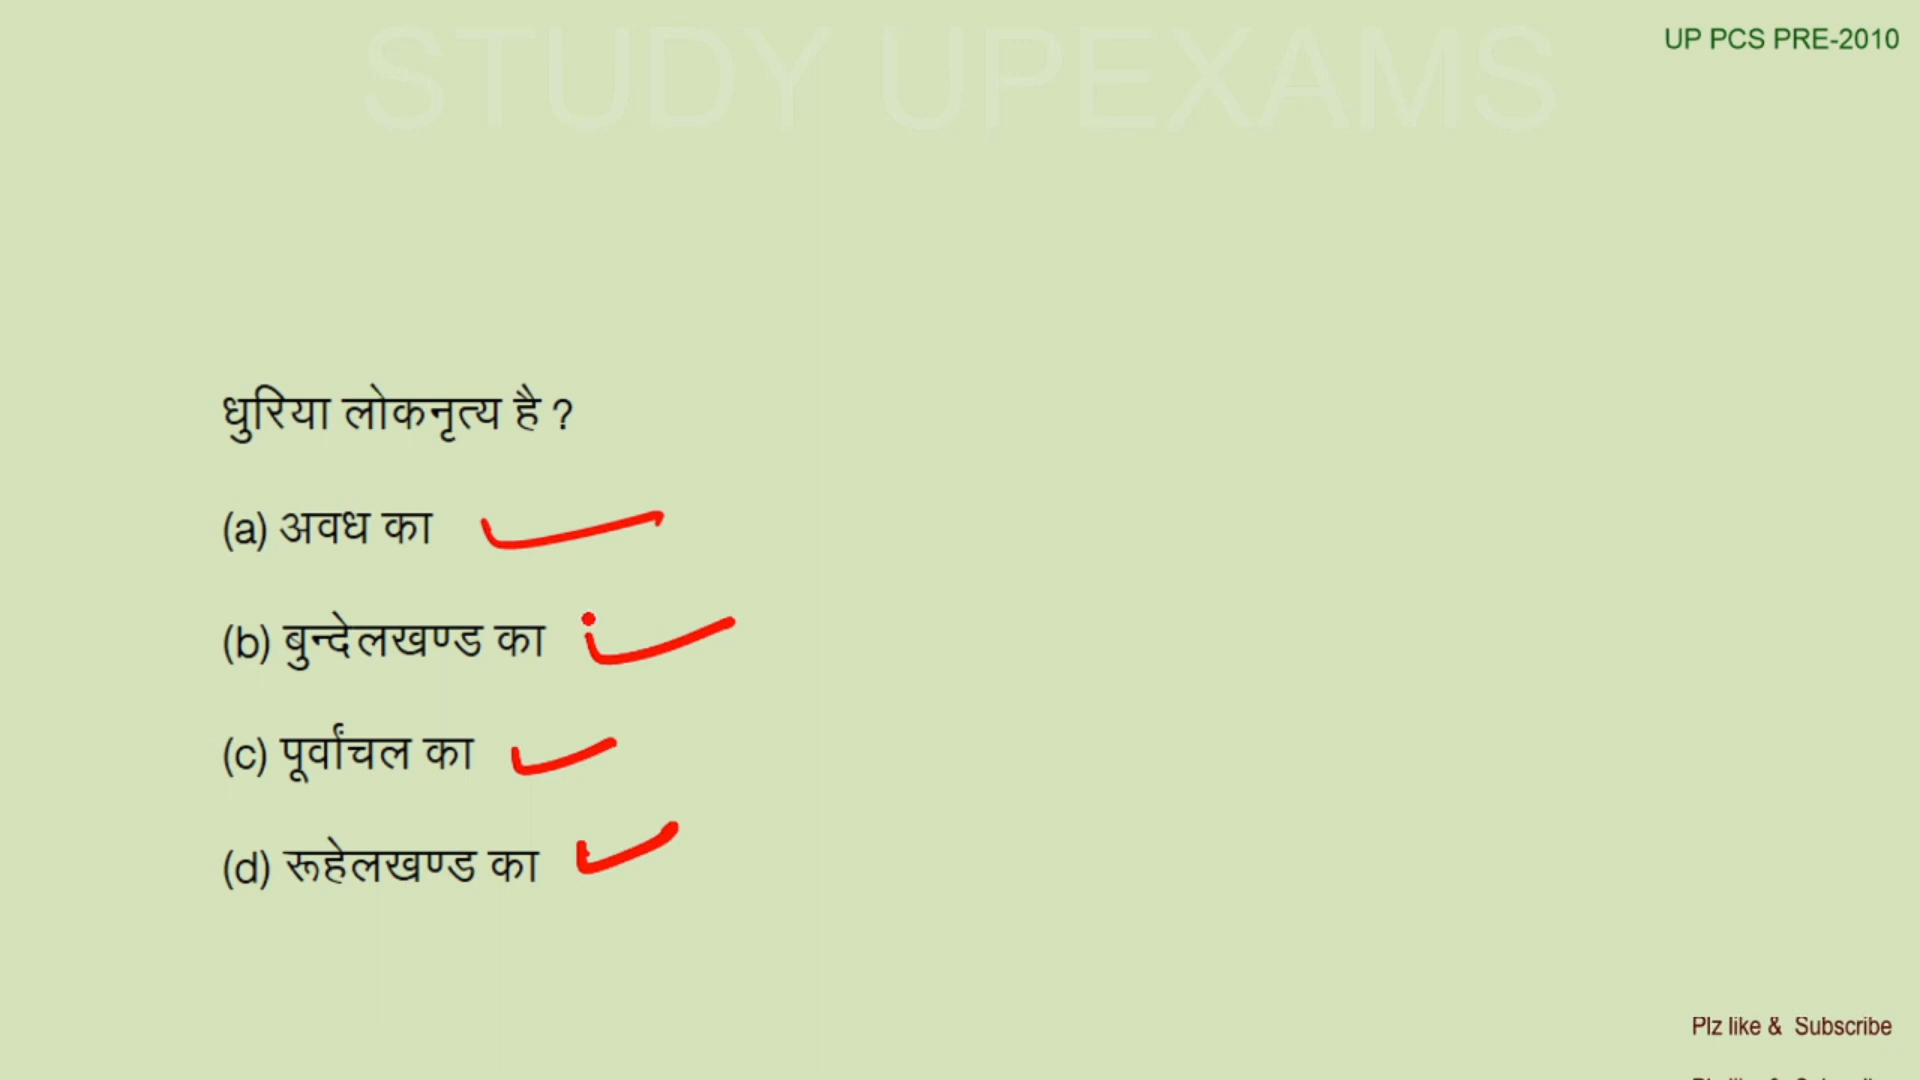 STUDY UPEXAMS
UP PCS PRE-2010
धुरिया लोकनृत्य है ?
(a) अवध का
(b) बुन्देलखण्ड का
(c) पूर्वांचल का
(d) रूहेलखण्ड का
Plz like & Subscribe